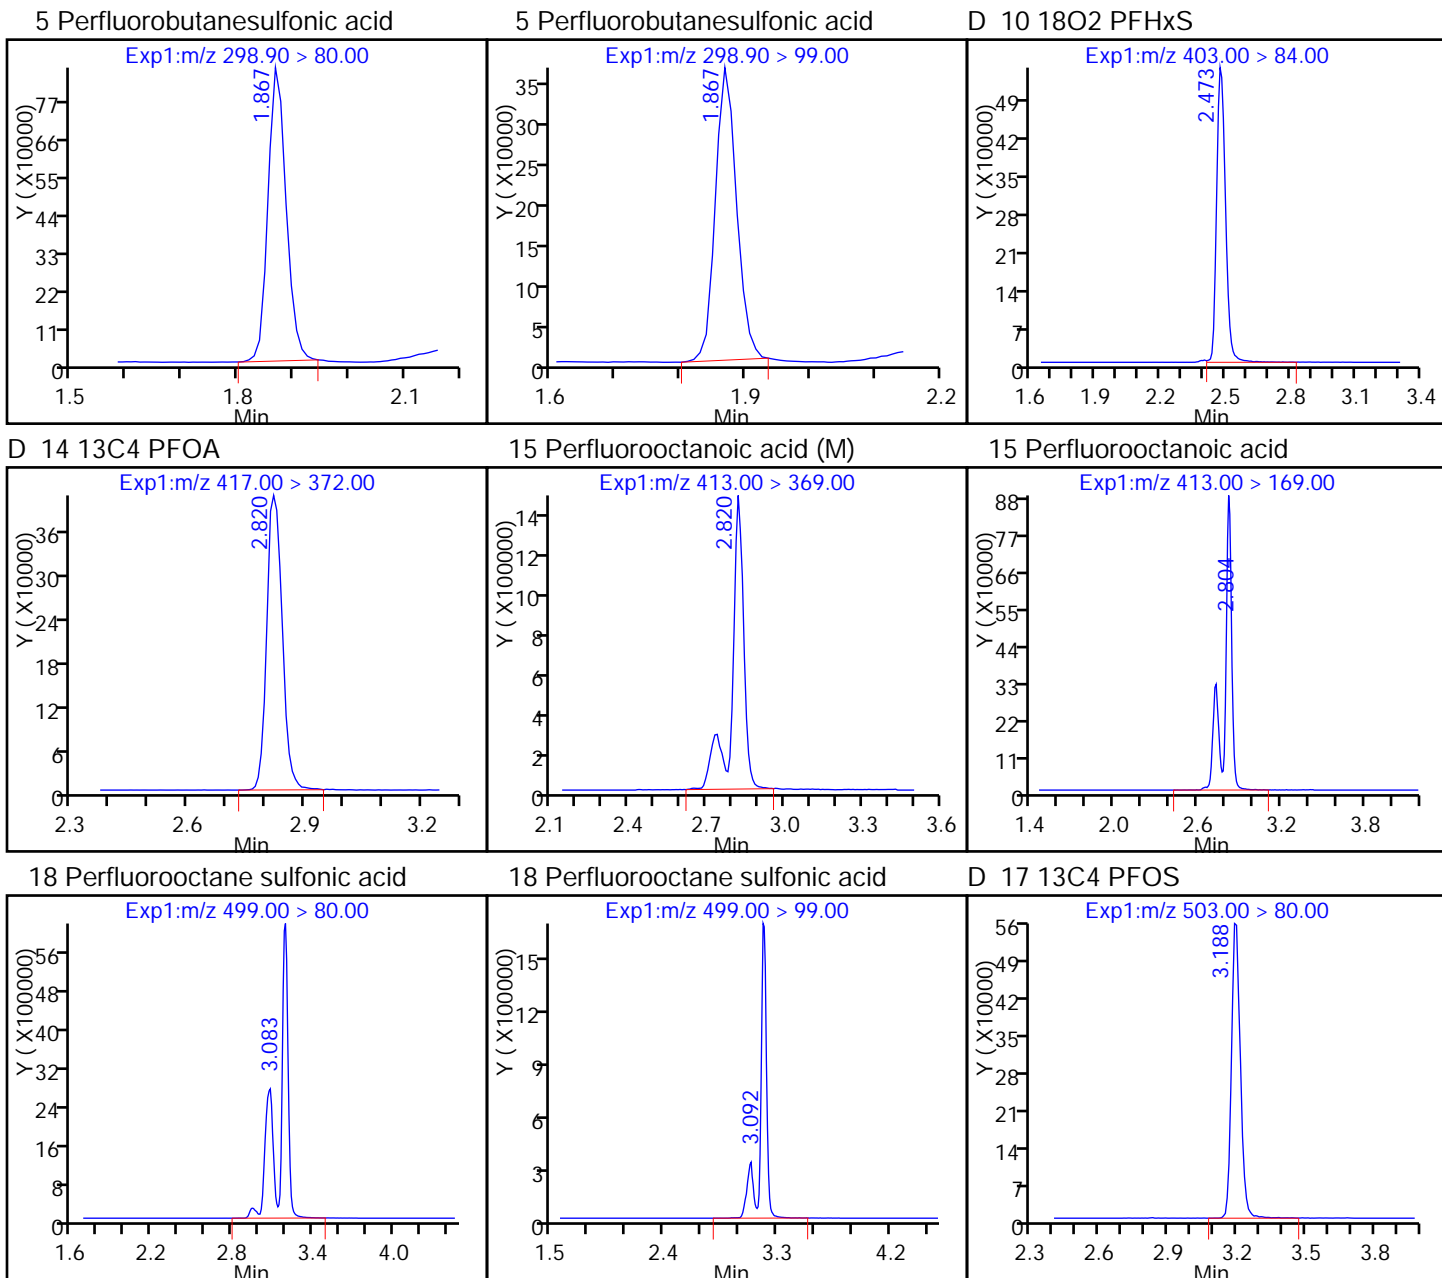 5 Perfluorobutanesulfonic acid
Exp1:m/z 298.90 > 80.00
1.867
Y ( X10000)
77
66
55
44
33
22
11
0
1.5 1.8 2.1
Min
5 Perfluorobutanesulfonic acid
Exp1:m/z 298.90 > 99.00
1.867
Y ( X10000)
35
30
25
20
15
10
5
0
1.6 1.9 2.2
Min
D 10 18O2 PFHxS
Exp1:m/z 403.00 > 84.00
2.473
Y ( X10000)
49
42
35
28
21
14
7
0
1.6 1.9 2.2 2.5 2.8 3.1 3.4
Min
D 14 13C4 PFOA
Exp1:m/z 417.00 > 372.00
2.820
Y ( X10000)
36
30
24
18
12
6
0
2.3 2.6 2.9 3.2
Min
15 Perfluorooctanoic acid (M)
Exp1:m/z 413.00 > 369.00
2.820
Y ( X100000)
14
12
10
8
6
4
2
0
2.1 2.4 2.7 3.0 3.3 3.6
Min
15 Perfluorooctanoic acid
Exp1:m/z 413.00 > 169.00
2.804
Y ( X10000)
88
77
66
55
44
33
22
11
0
1.4 2.0 2.6 3.2 3.8
Min
18 Perfluorooctane sulfonic acid
Exp1:m/z 499.00 > 80.00
3.083
Y ( X100000)
56
48
40
32
24
16
8
0
1.6 2.2 2.8 3.4 4.0
Min
18 Perfluorooctane sulfonic acid
Exp1:m/z 499.00 > 99.00
3.092
Y ( X100000)
15
12
9
6
3
0
1.5 2.4 3.3 4.2
Min
D 17 13C4 PFOS
Exp1:m/z 503.00 > 80.00
3.188
Y ( X10000)
56
49
42
35
28
21
14
7
0
2.3 2.6 2.9 3.2 3.5 3.8
Min